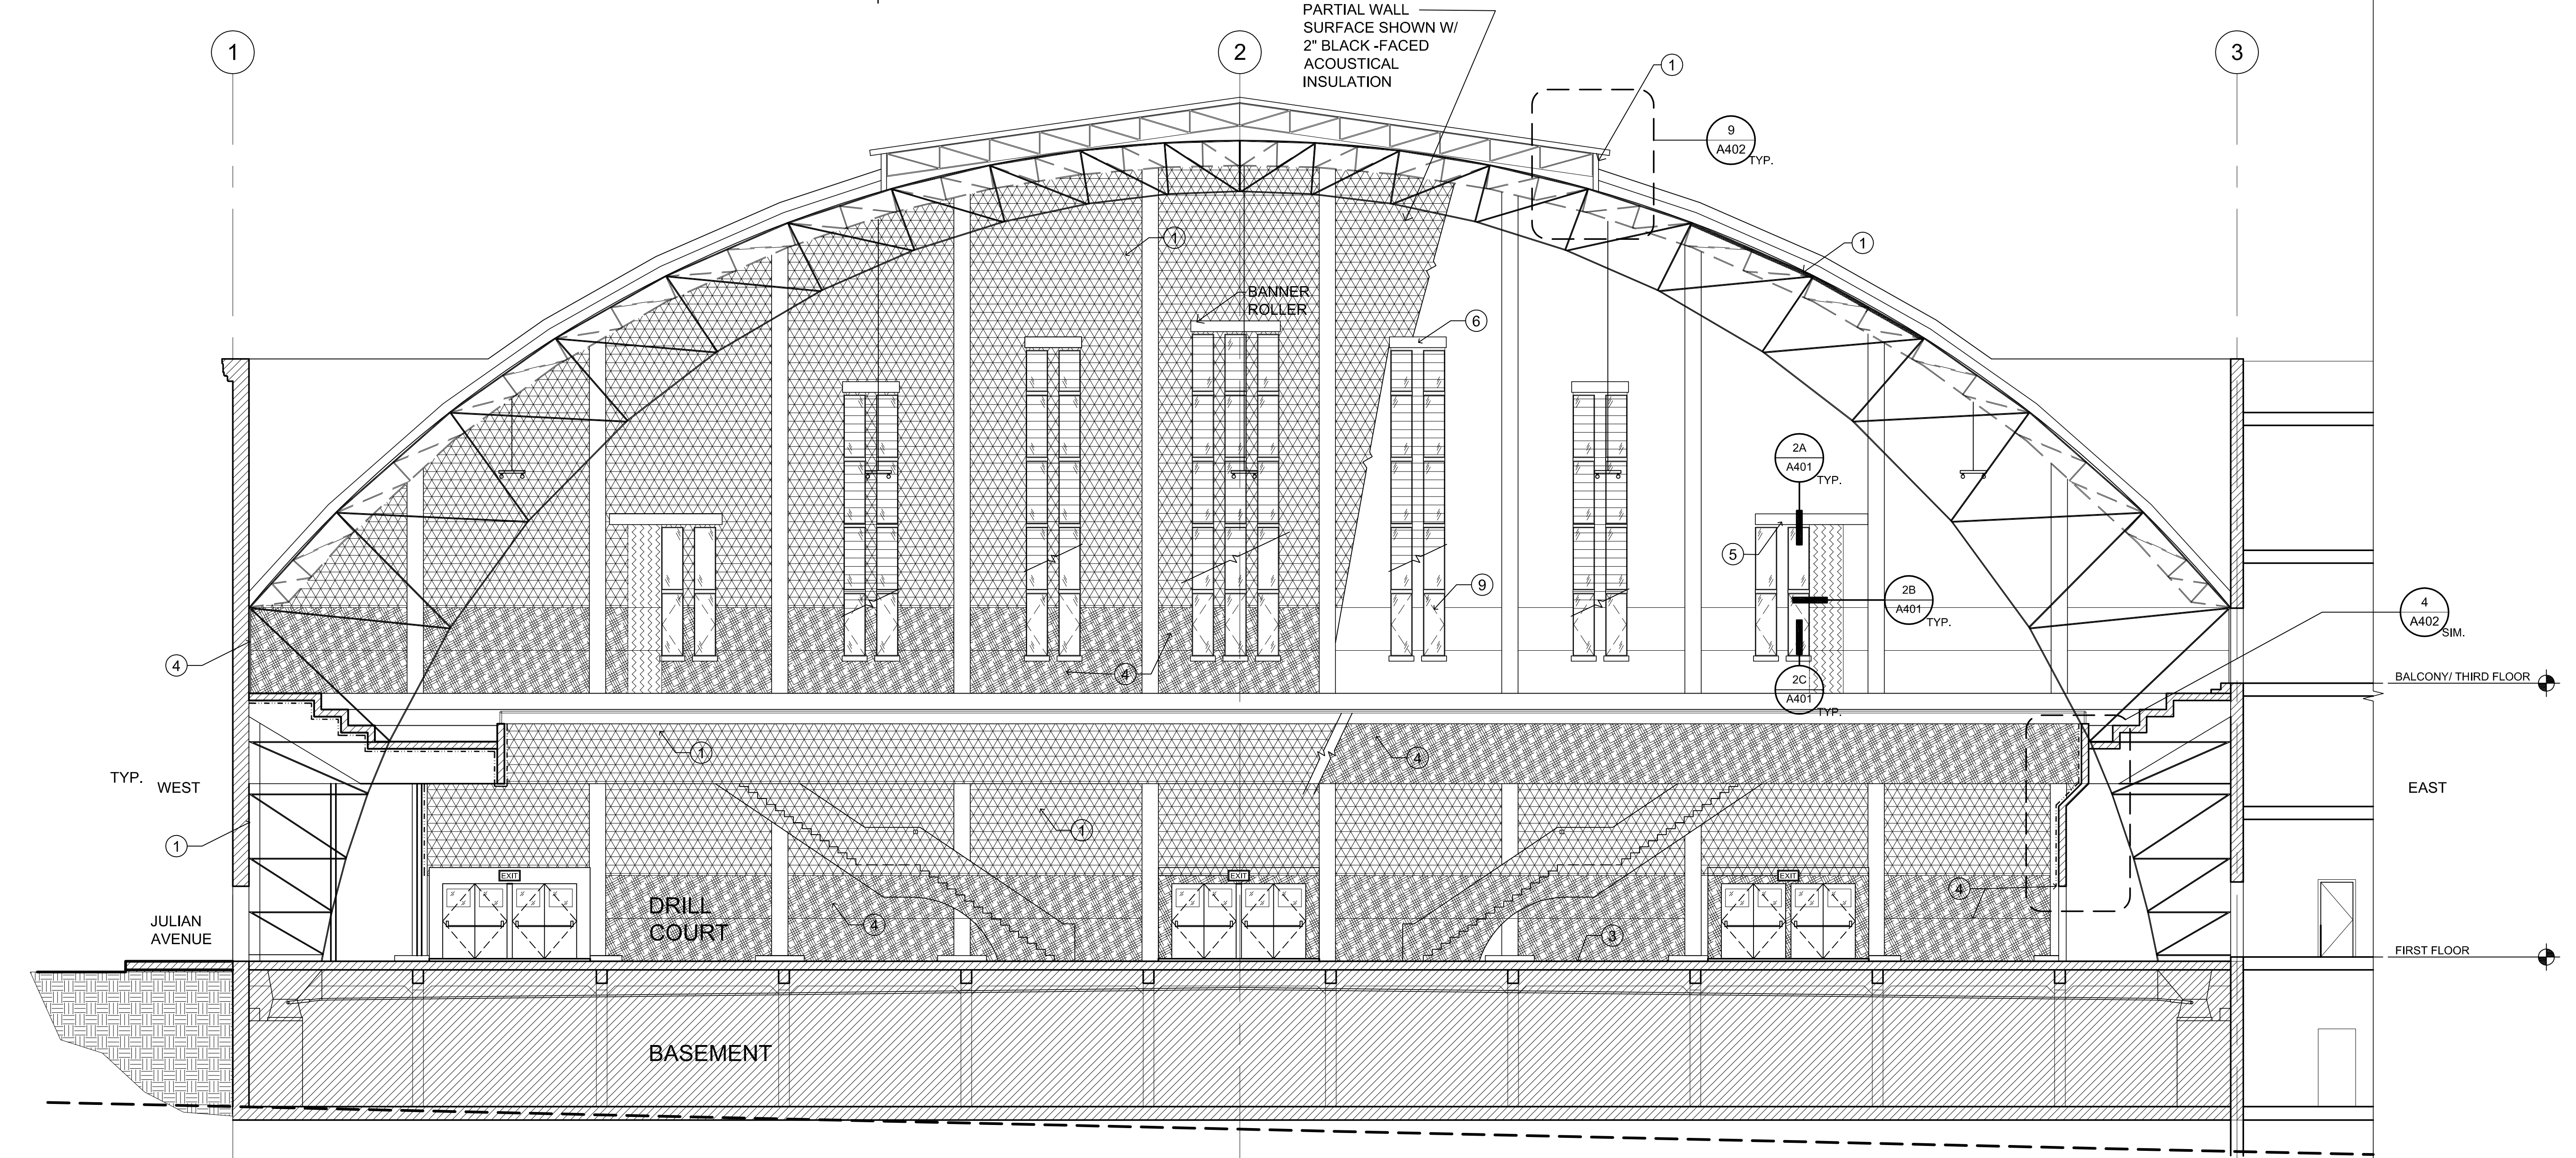 1
2
3
PARTIAL WALL
SURFACE SHOWN W/
2" BLACK -FACED
ACOUSTICAL
INSULATION
1
9
A402
TYP.
1
1
BANNER
ROLLER
6
2A
A401
TYP.
5
9
2B
A401
TYP.
4
A402
SIM.
4
4
2C
A401
TYP.
BALCONY/ THIRD FLOOR
1
4
TYP.
WEST
EAST
1
1
EXIT
EXIT
EXIT
4
DRILL
COURT
4
3
JULIAN
AVENUE
FIRST FLOOR
BASEMENT